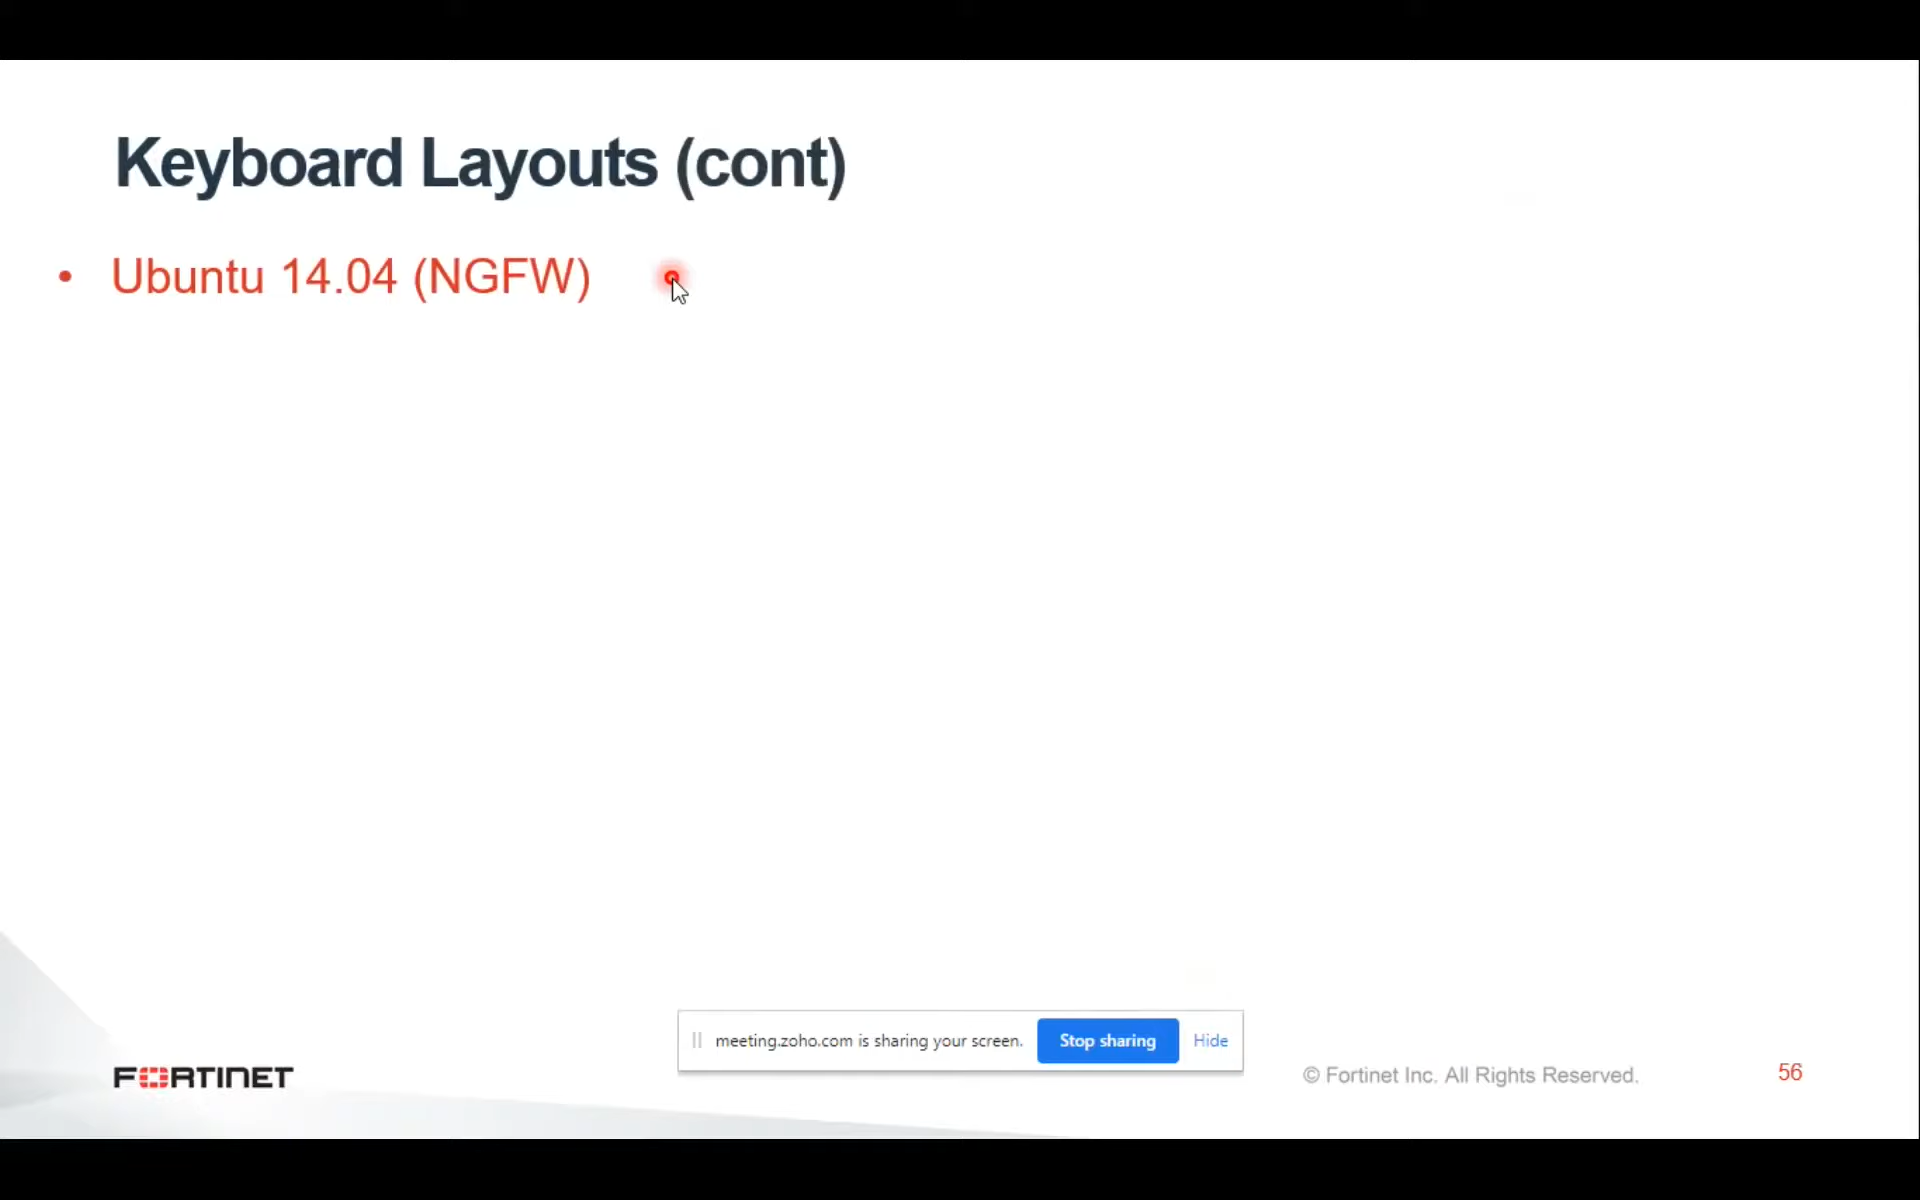 Keyboard Layouts (cont)
• Ubuntu 14.04 (NGFW)
meeting.zoho.com is sharing your screen. Stop sharing Hide
FORTINET
© Fortinet Inc. All Rights Reserved. 56